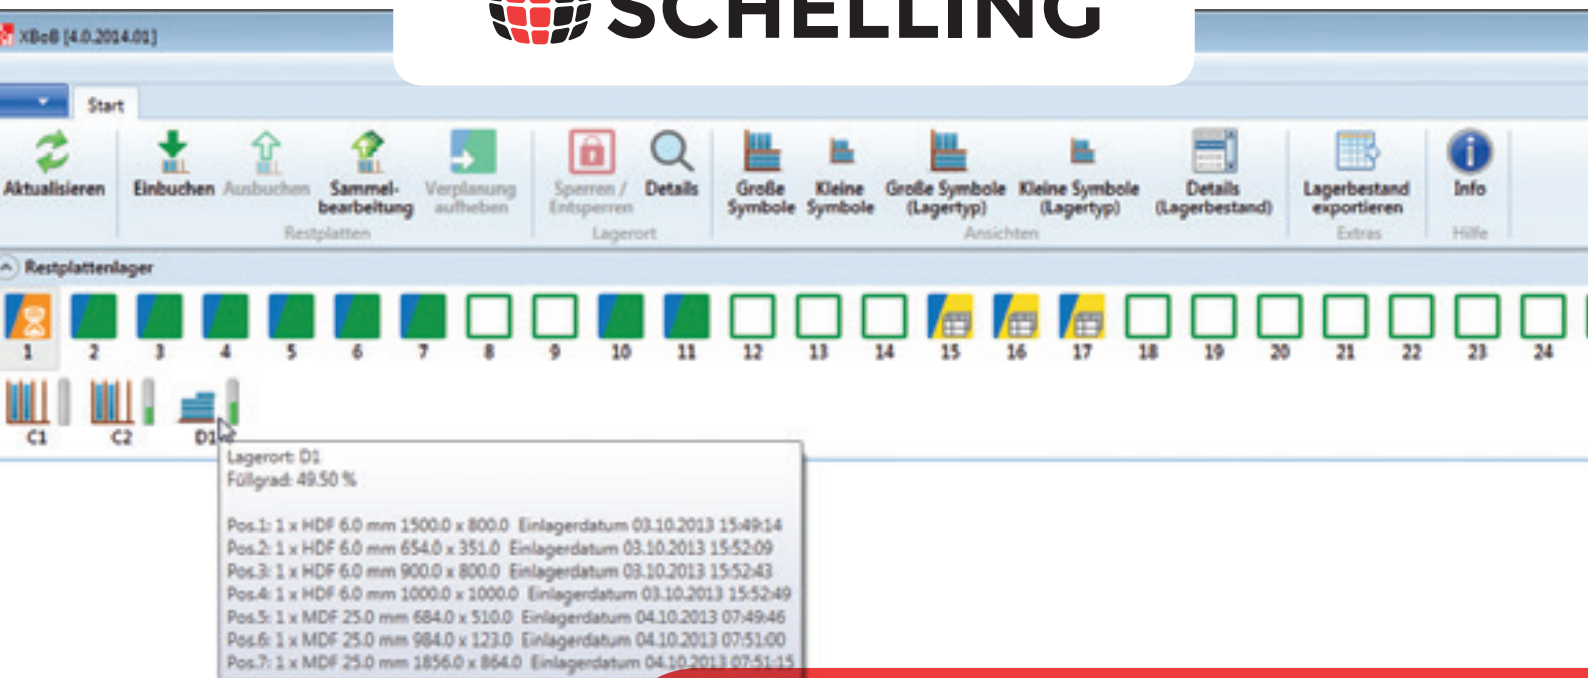 SCHELLING
XBoB [4.0.2014.01]
Start
Aktualisieren
Einbuchen
Ausbuchen
Sammel-
bearbeitung
Verplanung
aufheben
Restplatten
Sperren /
Entsperren
Details
Lagerort
Große
Symbole
Kleine
Symbole
Große Symbole
(Lagertyp)
Kleine Symbole
(Lagertyp)
Details
(Lagerbestand)
Ansichten
Lagerbestand
exportieren
Extras
Info
Hilfe
Restplattenlager
1 2 3 4 5 6 7 8 9 10 11 12 13 14 15 16 17 18 19 20 21 22 23 24
C1 C2 D1
Lagerort: D1
Füllgrad: 49.50 %
Pos.1: 1 x HDF 6.0 mm 1500.0 x 800.0 Einlagerdatum 03.10.2013 15:49:14
Pos.2: 1 x HDF 6.0 mm 654.0 x 351.0 Einlagerdatum 03.10.2013 15:52:09
Pos.3: 1 x HDF 6.0 mm 900.0 x 800.0 Einlagerdatum 03.10.2013 15:52:43
Pos.4: 1 x HDF 6.0 mm 1000.0 x 1000.0 Einlagerdatum 03.10.2013 15:52:49
Pos.5: 1 x MDF 25.0 mm 684.0 x 510.0 Einlagerdatum 04.10.2013 07:49:46
Pos.6: 1 x MDF 25.0 mm 984.0 x 123.0 Einlagerdatum 04.10.2013 07:51:00
Pos.7: 1 x MDF 25.0 mm 1856.0 x 864.0 Einlagerdatum 04.10.2013 07:51:15